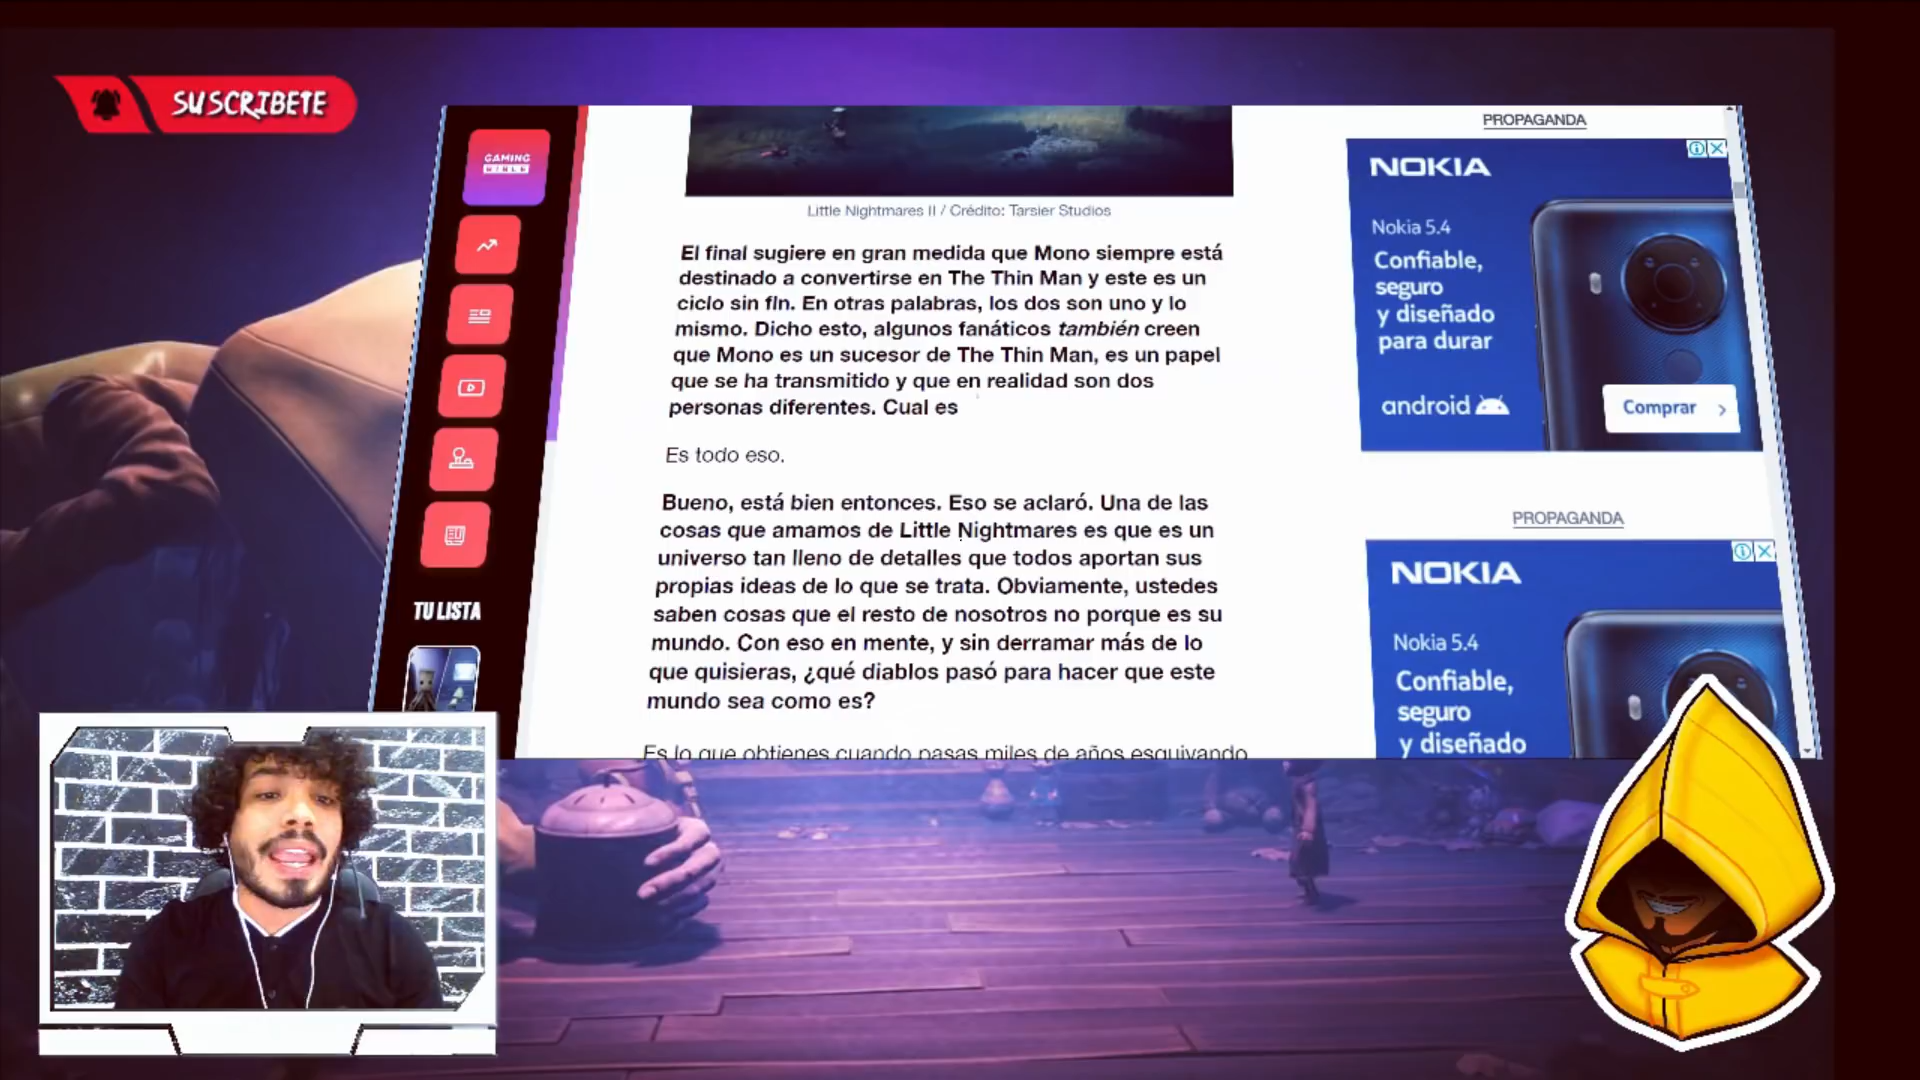 SUSCRIBETE
GAMING
BIBLE
TU LISTA
Little Nightmares II / Crédito: Tarsier Studios
El final sugiere en gran medida que Mono siempre está
destinado a convertirse en The Thin Man y este es un
ciclo sin fin. En otras palabras, los dos son uno y lo
mismo. Dicho esto, algunos fanáticos también creen
que Mono es un sucesor de The Thin Man, es un papel
que se ha transmitido y que en realidad son dos
personas diferentes. Cual es
Es todo eso.
Bueno, está bien entonces. Eso se aclaró. Una de las
cosas que amamos de Little Nightmares es que es un
universo tan lleno de detalles que todos aportan sus
propias ideas de lo que se trata. Obviamente, ustedes
saben cosas que el resto de nosotros no porque es su
mundo. Con eso en mente, y sin derramar más de lo
que quisieras, ¿qué diablos pasó para hacer que este
mundo sea como es?
Es lo que obtienes cuando pasas miles de años esquivando
PROPAGANDA
NOKIA
Nokia 5.4
Confiable,
seguro
y diseñado
para durar
android
Comprar
PROPAGANDA
NOKIA
Nokia 5.4
Confiable,
seguro
y diseñado